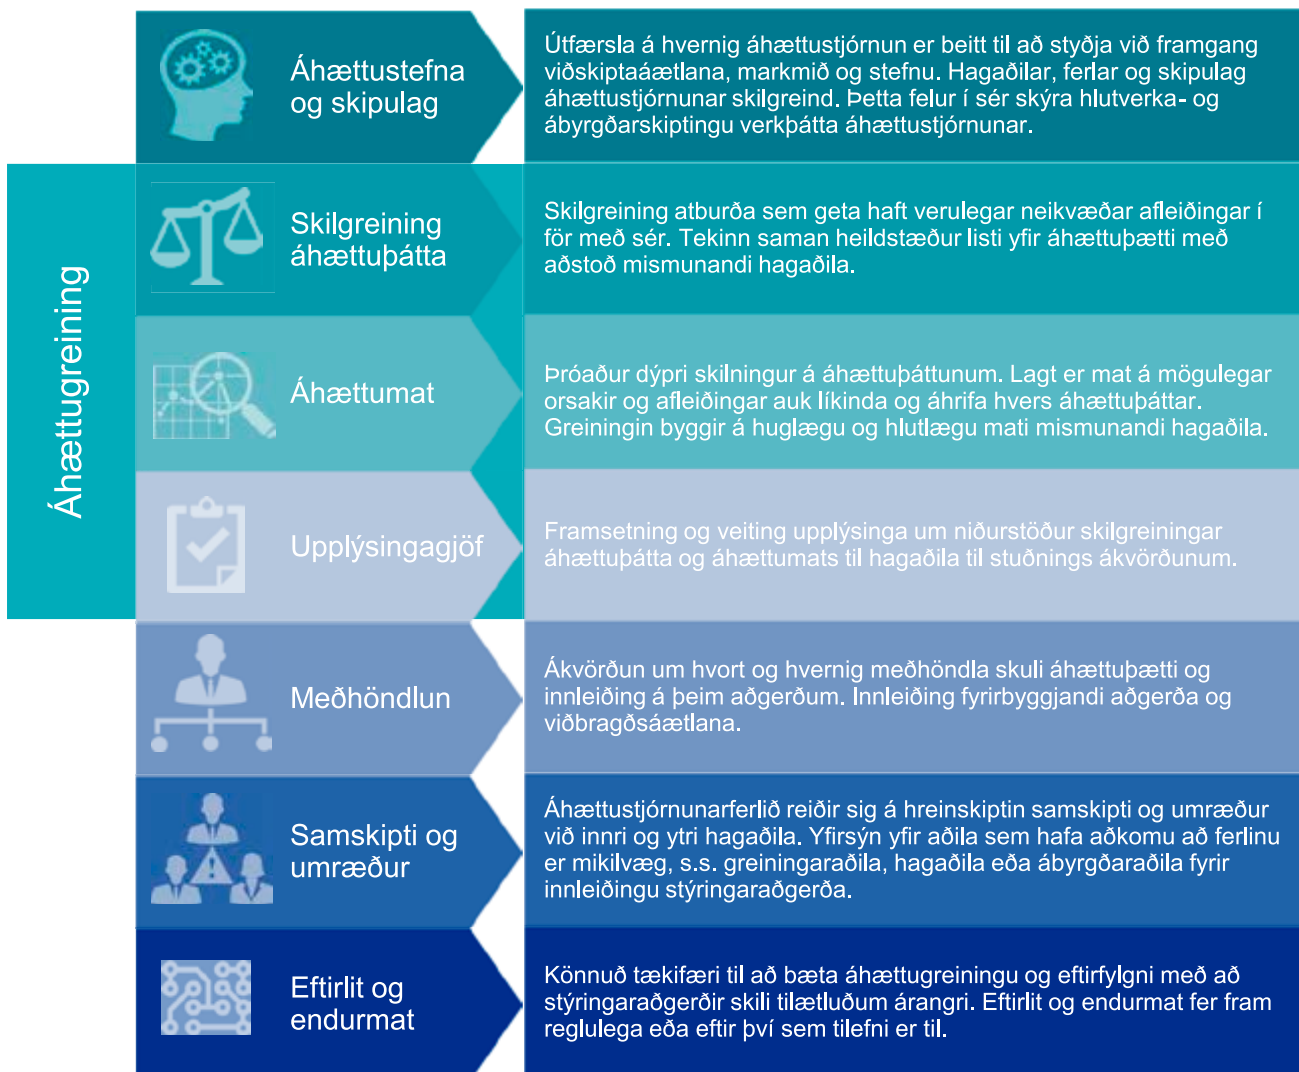 Áhættustefna
og skipulag
Útfærsla á hvernig áhættustjórnun er beitt til að styðja við framgang
viðskiptaáætlana, markmið og stefnu. Hagaðilar, ferlar og skipulag
áhættustjórnunar skilgreind. Þetta felur í sér skýra hlutverka- og
ábyrgðarskiptingu verkþátta áhættustjórnunar.
Áhættugreining
Skilgreining
áhættuþátta
Skilgreining atburða sem geta haft verulegar neikvæðar afleiðingar í
för með sér. Tekinn saman heildstæður listi yfir áhættuþætti með
aðstoð mismunandi hagaðila.
Áhættumat
Þróaður dýpri skilningur á áhættuþáttunum. Lagt er mat á mögulegar
orsakir og afleiðingar auk líkinda og áhrifa hvers áhættuþáttar.
Greiningin byggir á huglægu og hlutlægu mati mismunandi hagaðila.
Upplýsingagjöf
Framsetning og veiting upplýsinga um niðurstöður skilgreiningar
áhættuþátta og áhættumats til hagaðila til stuðnings ákvörðunum.
Meðhöndlun
Ákvörðun um hvort og hvernig meðhöndla skuli áhættuþætti og
innleiðing á þeim aðgerðum. Innleiðing fyrirbyggjandi aðgerða og
viðbragðsáætlana.
Samskipti og
umræður
Áhættustjórnunarferlið reiðir sig á hreinskiptin samskipti og umræður
við innri og ytri hagaðila. Yfirsýn yfir aðila sem hafa aðkomu að ferlinu
er mikilvæg, s.s. greiningaraðila, hagaðila eða ábyrgðaraðila fyrir
innleiðingu stýringaraðgerða.
Eftirlit og
endurmat
Könnuð tækifæri til að bæta áhættugreiningu og eftirfylgni með að
stýringaraðgerðir skili tilætluðum árangri. Eftirlit og endurmat fer fram
reglulega eða eftir því sem tilefni er til.